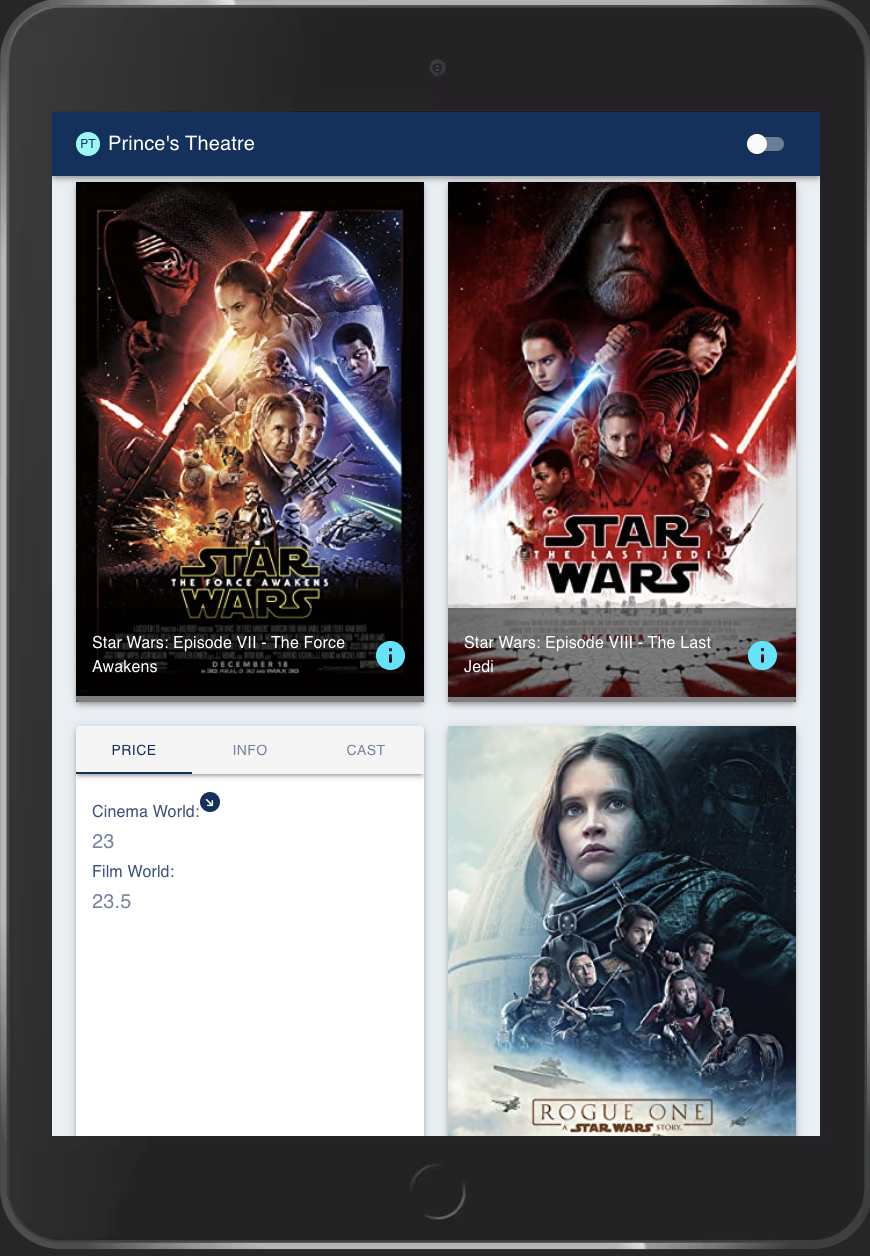 PT Prince's Theatre
STAR
THE FORCE AWAKENS
WARS
Star Wars: Episode VII - The Force
Awakens
DECEMBER 18
STAR
THE LAST JEDI
WARS
Star Wars: Episode VIII - The Last
Jedi
PRICE INFO CAST
Cinema World:
23
Film World:
23.5
ROGUE ONE
A STAR WARS STORY